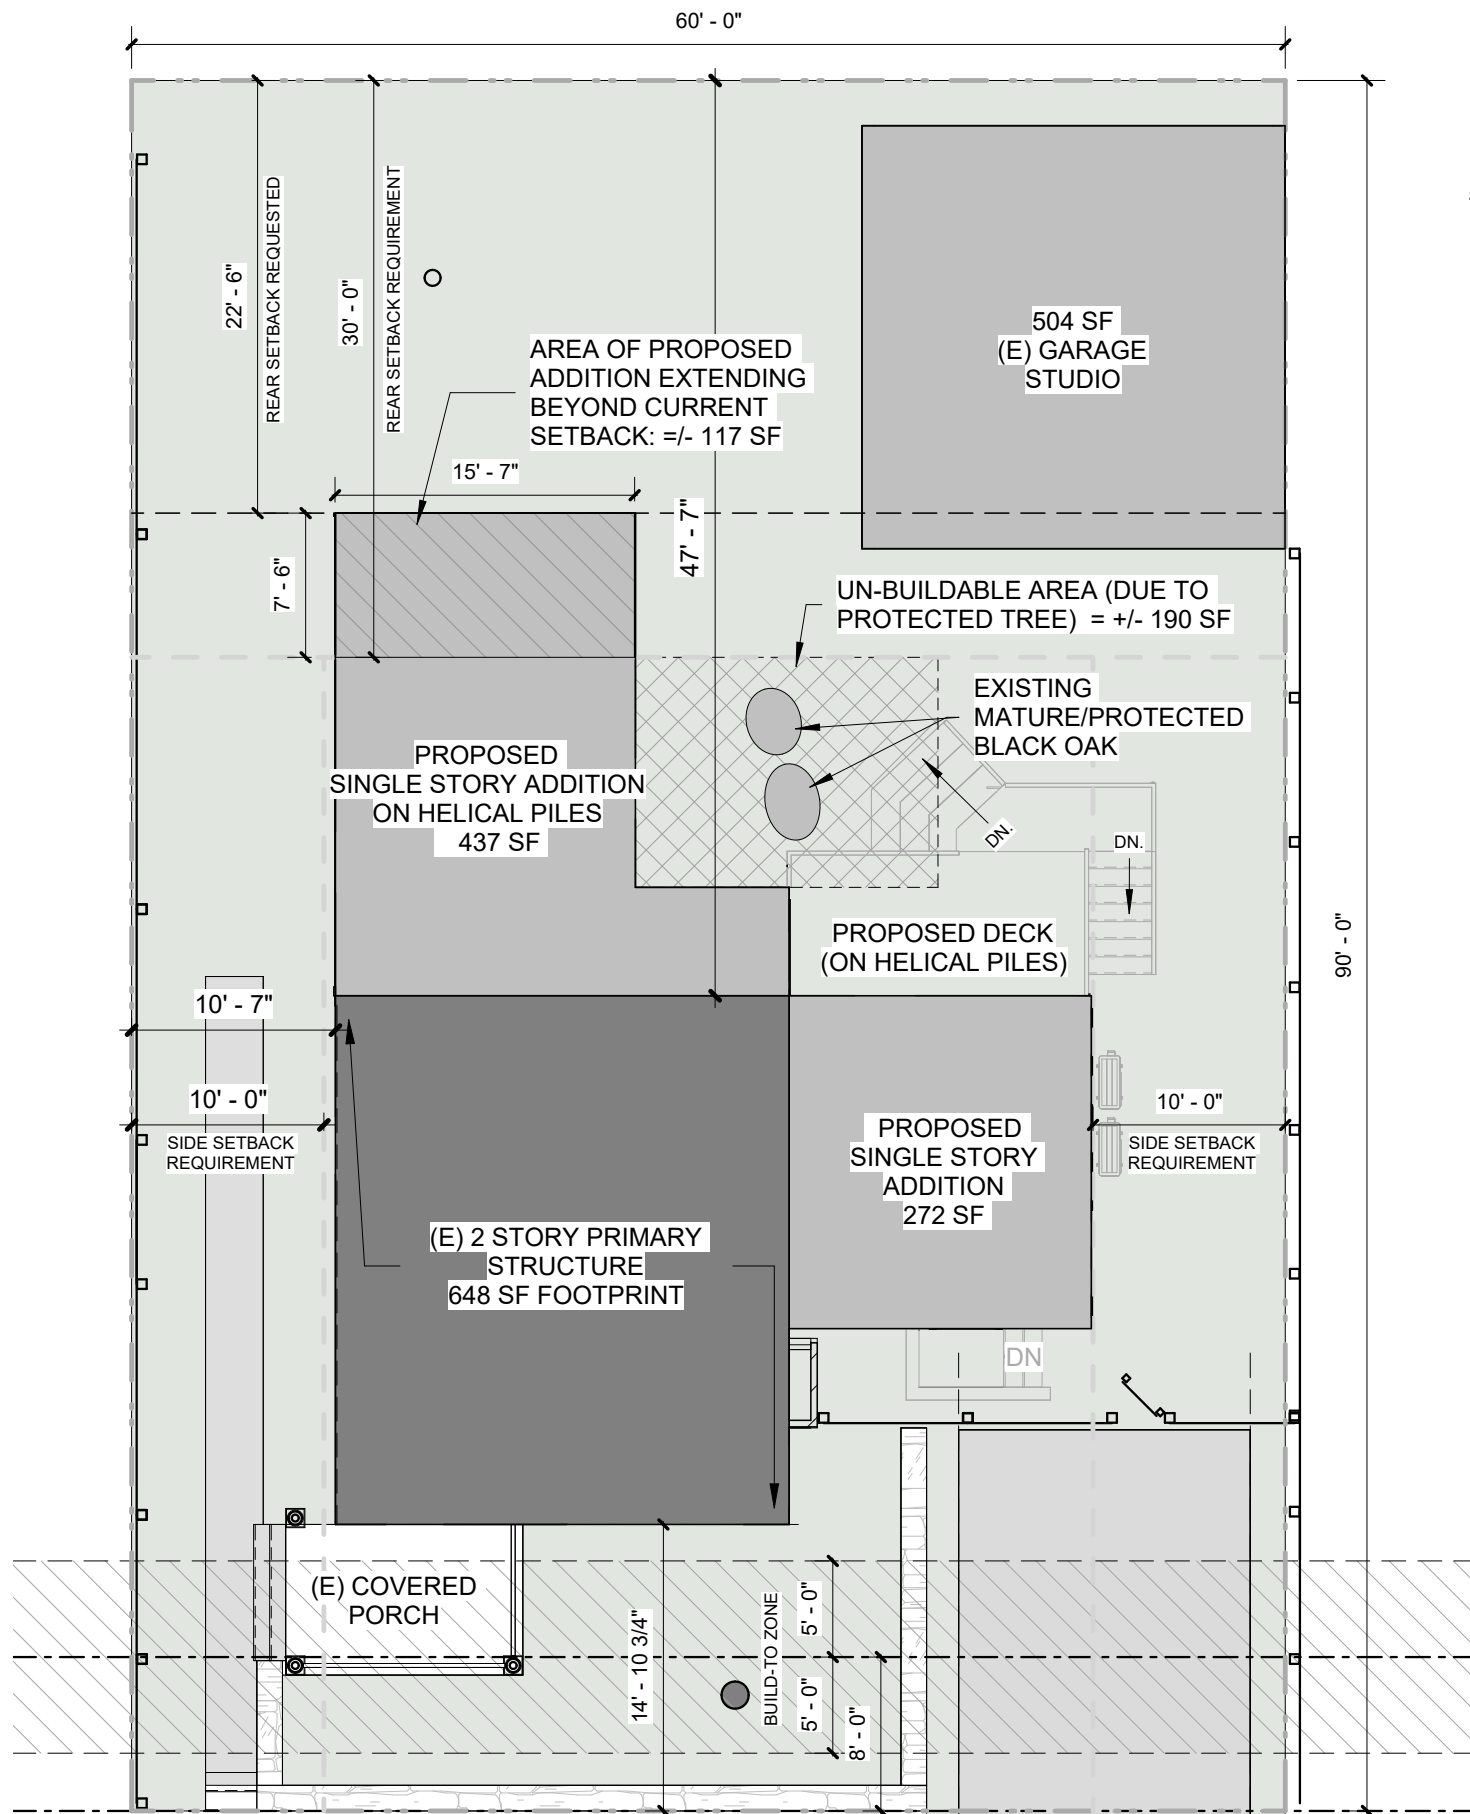 60' - 0"
22' - 6"
REAR SETBACK REQUESTED
30' - 0"
REAR SETBACK REQUIREMENT
504 SF
(E) GARAGE
STUDIO
AREA OF PROPOSED
ADDITION EXTENDING
BEYOND CURRENT
SETBACK: =/- 117 SF
15' - 7"
47' - 7"
7' - 6"
UN-BUILDABLE AREA (DUE TO
PROTECTED TREE) = +/- 190 SF
EXISTING
MATURE/PROTECTED
BLACK OAK
PROPOSED
SINGLE STORY ADDITION
ON HELICAL PILES
437 SF
DN.
DN.
PROPOSED DECK
(ON HELICAL PILES)
90' - 0"
10' - 7"
10' - 0"
SIDE SETBACK
REQUIREMENT
10' - 0"
SIDE SETBACK
REQUIREMENT
PROPOSED
SINGLE STORY
ADDITION
272 SF
(E) 2 STORY PRIMARY
STRUCTURE
648 SF FOOTPRINT
DN
(E) COVERED
PORCH
14' - 10 3/4"
BUILD-TO ZONE
5' - 0"
5' - 0"
8' - 0"